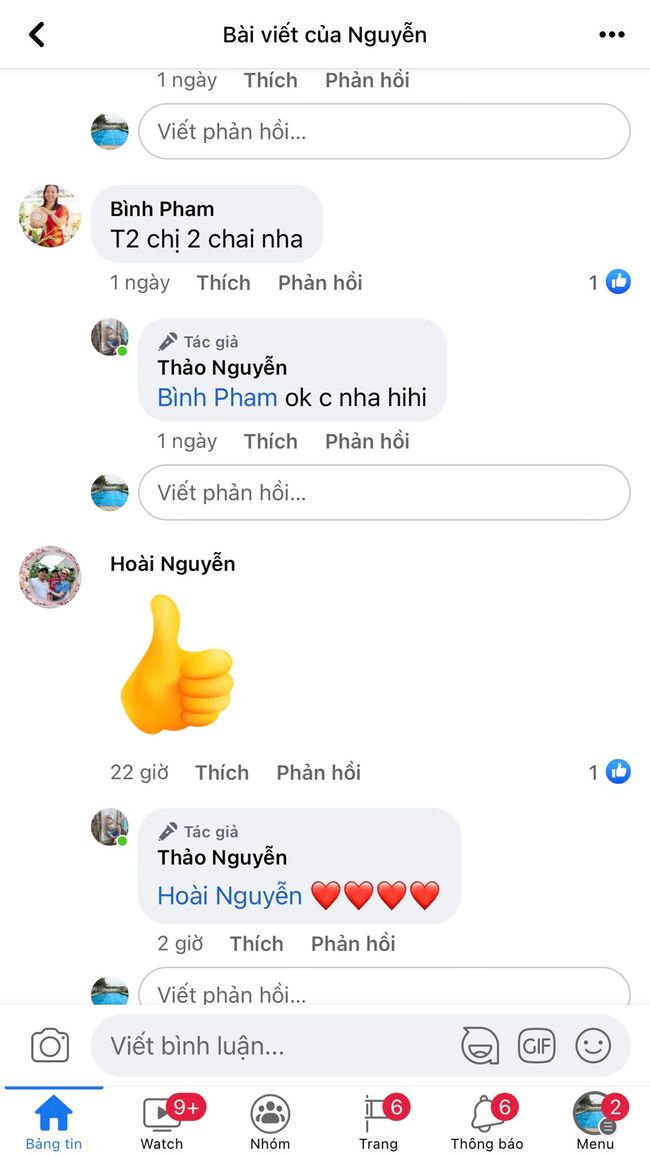 Bài viết của Nguyễn
1 ngày Thích Phản hồi
Viết phản hồi...
Bình Pham
T2 chị 2 chai nha
1 ngày Thích Phản hồi 1
Tác giả
Thảo Nguyễn
Bình Pham ok c nha hihi
1 ngày Thích Phản hồi
Viết phản hồi...
Hoài Nguyễn
22 giờ Thích Phản hồi 1
Tác giả
Thảo Nguyễn
Hoài Nguyễn ❤️❤️❤️❤️
2 giờ Thích Phản hồi
Viết phản hồi...
Viết bình luận... GIF
9+ 6 6 2
Bảng tin Watch Nhóm Trang Thông báo Menu